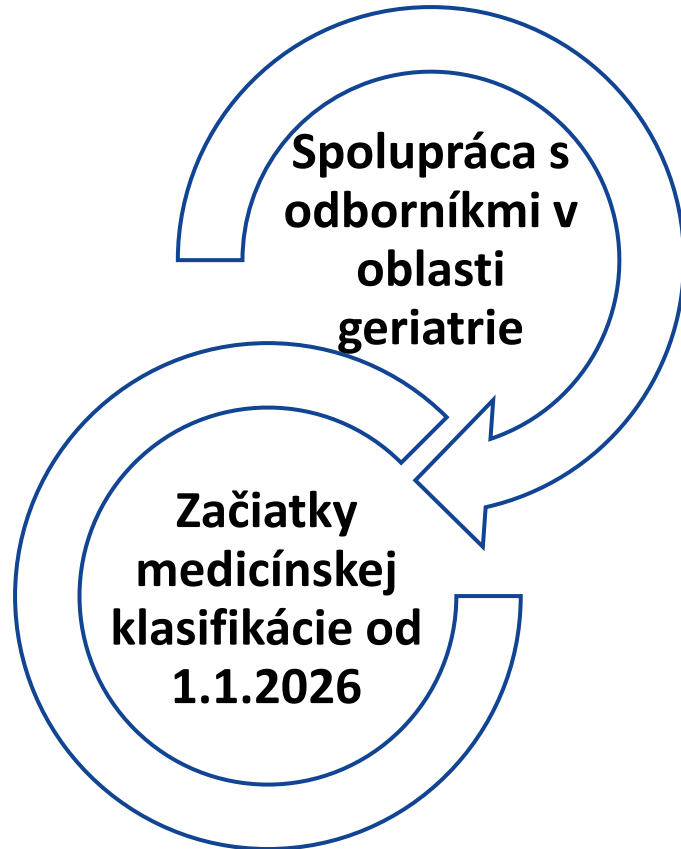 Spolupráca s
odborníkmi v
oblasti
geriatrie
Začiatky
medicínskej
klasifikácie od
1.1.2026